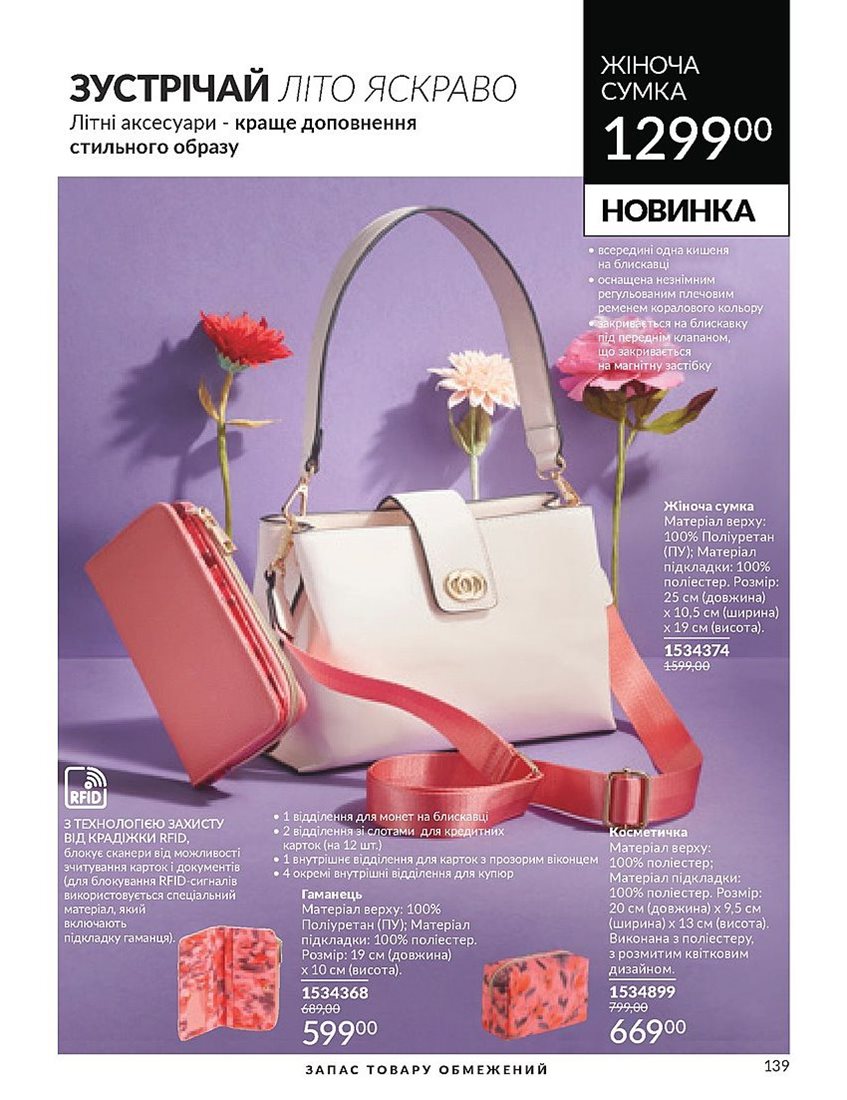 ЗУСТРІЧАЙ ЛІТО ЯСКРАВО
Літні аксесуари - краще доповнення
стильного образу
ЖІНОЧА
СУМКА
1299⁰⁰
НОВИНКА
• всередині одна кишеня
на блискавці
• оснащена незнімним
регульованим плечовим
ременем коралового кольору
• закривається на блискавку
під переднім клапаном,
що закривається
на магнітну застібку
Жіноча сумка
Матеріал верху:
100% Поліуретан
(ПУ); Матеріал
підкладки: 100%
поліестер. Розмір:
25 см (довжина)
x 10,5 см (ширина)
x 19 см (висота).
1534374
1599,00
RFID
З ТЕХНОЛОГІЄЮ ЗАХИСТУ
ВІД КРАДІЖКИ RFID,
блокує сканери від можливості
зчитування карток і документів
(для блокування RFID-сигналів
використовується спеціальний
матеріал, який
включають
підкладку гаманця).
• 1 відділення для монет на блискавці
• 2 відділення зі слотами для кредитних
карток (на 12 шт.)
• 1 внутрішнє відділення для карток з прозорим віконцем
• 4 окремі внутрішні відділення для купюр
Гаманець
Матеріал верху: 100%
Поліуретан (ПУ); Матеріал
підкладки: 100% поліестер.
Розмір: 19 см (довжина)
x 10 см (висота).
1534368
689,00
599⁰⁰
Косметичка
Матеріал верху:
100% поліестер;
Матеріал підкладки:
100% поліестер. Розмір:
20 см (довжина) x 9,5 см
(ширина) x 13 см (висота).
Виконана з поліестеру,
з розмитим квітковим
дизайном.
1534899
799,00
669⁰⁰
ЗАПАС ТОВАРУ ОБМЕЖЕНИЙ
139